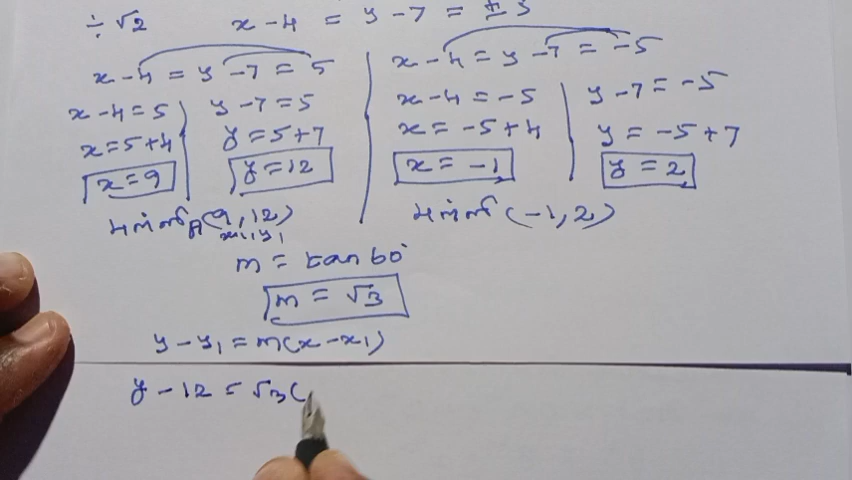 ÷ √2 x - 4 = y - 7 = ± 5
x - 4 = y - 7 = 5
x - 4 = 5 y - 7 = 5
x = 5 + 4 y = 5 + 7
x = 9 y = 12
x - 4 = y - 7 = -5
x - 4 = -5 y - 7 = -5
x = -5 + 4 y = -5 + 7
x = -1 y = 2
A(9, 12)
x₁, y₁
(-1, 2)
m = tan 60°
m = √3
y - y₁ = m(x - x₁)
y - 12 = √3 (